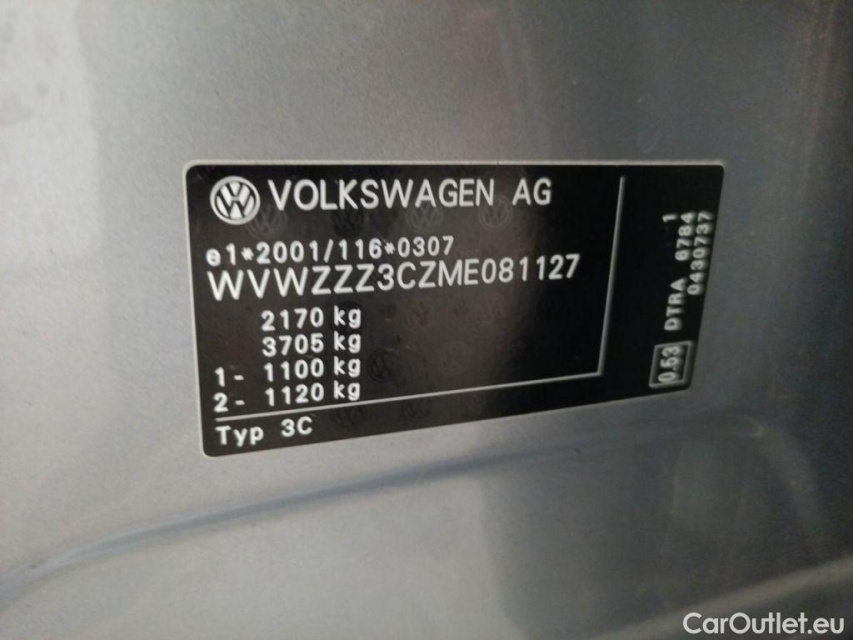 VOLKSWAGEN AG
e1*2001/116*0307
WVWZZZ3CZME081127
2170 kg
3705 kg
1- 1100 kg
2- 1120 kg
Typ 3C
1
DTRA 6784
0430737
0.53
CarOutlet.eu